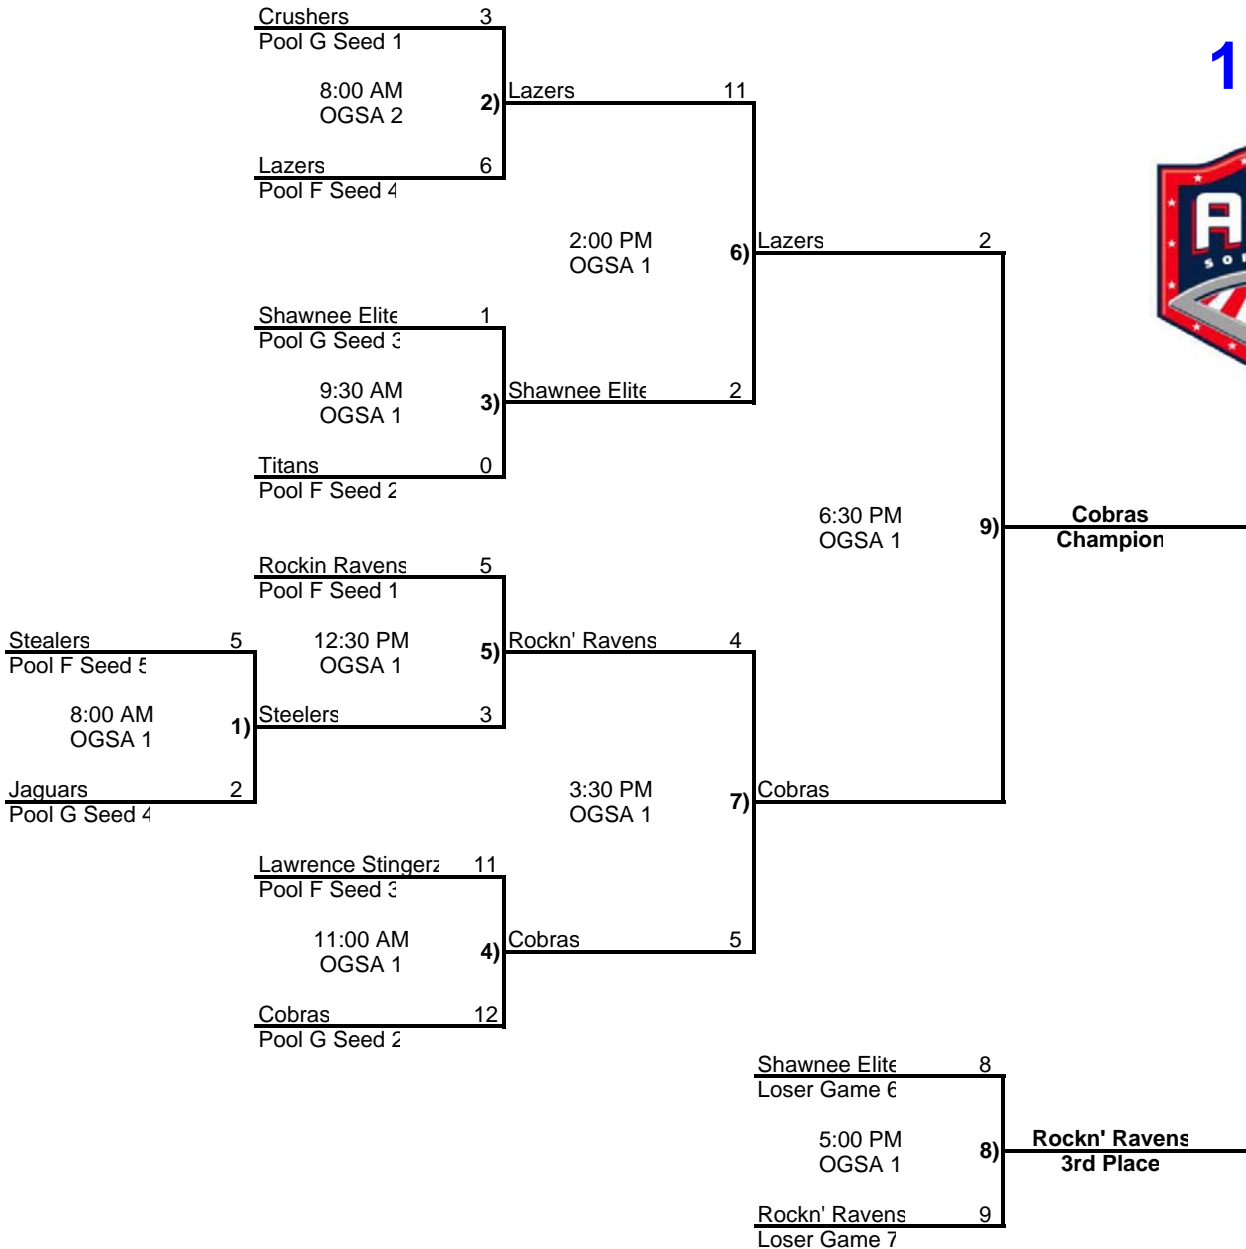 Crushers 3
Pool G Seed 1
1
8:00 AM
OGSA 2
2) Lazers 11
Lazers 6
Pool F Seed 4
2:00 PM
OGSA 1
6) Lazers 2
Shawnee Elite 1
Pool G Seed 3
9:30 AM
OGSA 1
3) Shawnee Elite 2
Titans 0
Pool F Seed 2
6:30 PM
OGSA 1
9) Cobras
Champion
Rockin Ravens 5
Pool F Seed 1
Stealers 5
Pool F Seed 5
12:30 PM
OGSA 1
5) Rockn' Ravens 4
8:00 AM
OGSA 1
1) Steelers 3
Jaguars 2
Pool G Seed 4
3:30 PM
OGSA 1
7) Cobras
Lawrence Stingerz 11
Pool F Seed 3
11:00 AM
OGSA 1
4) Cobras 5
Cobras 12
Pool G Seed 2
Shawnee Elite 8
Loser Game 6
5:00 PM
OGSA 1
8) Rockn' Ravens
3rd Place
Rockn' Ravens 9
Loser Game 7